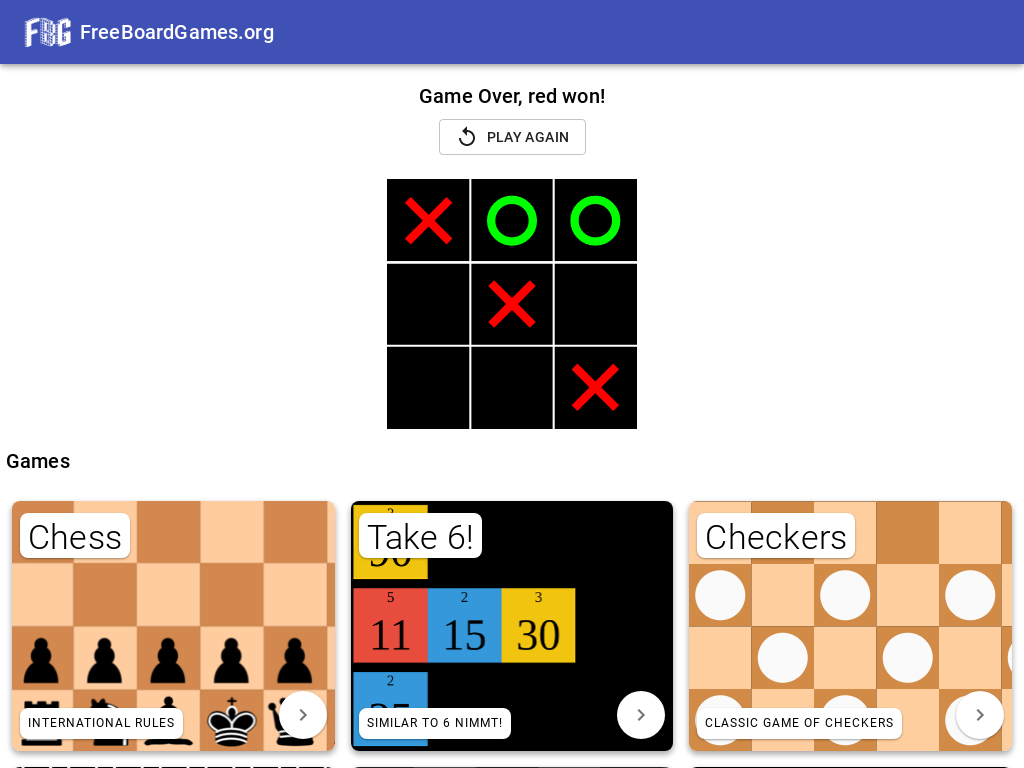 FBG FreeBoardGames.org
Game Over, red won!
PLAY AGAIN
Games
Chess
INTERNATIONAL RULES
Take 6!
5
11
2
15
3
30
2
SIMILAR TO 6 NIMMT!
Checkers
CLASSIC GAME OF CHECKERS